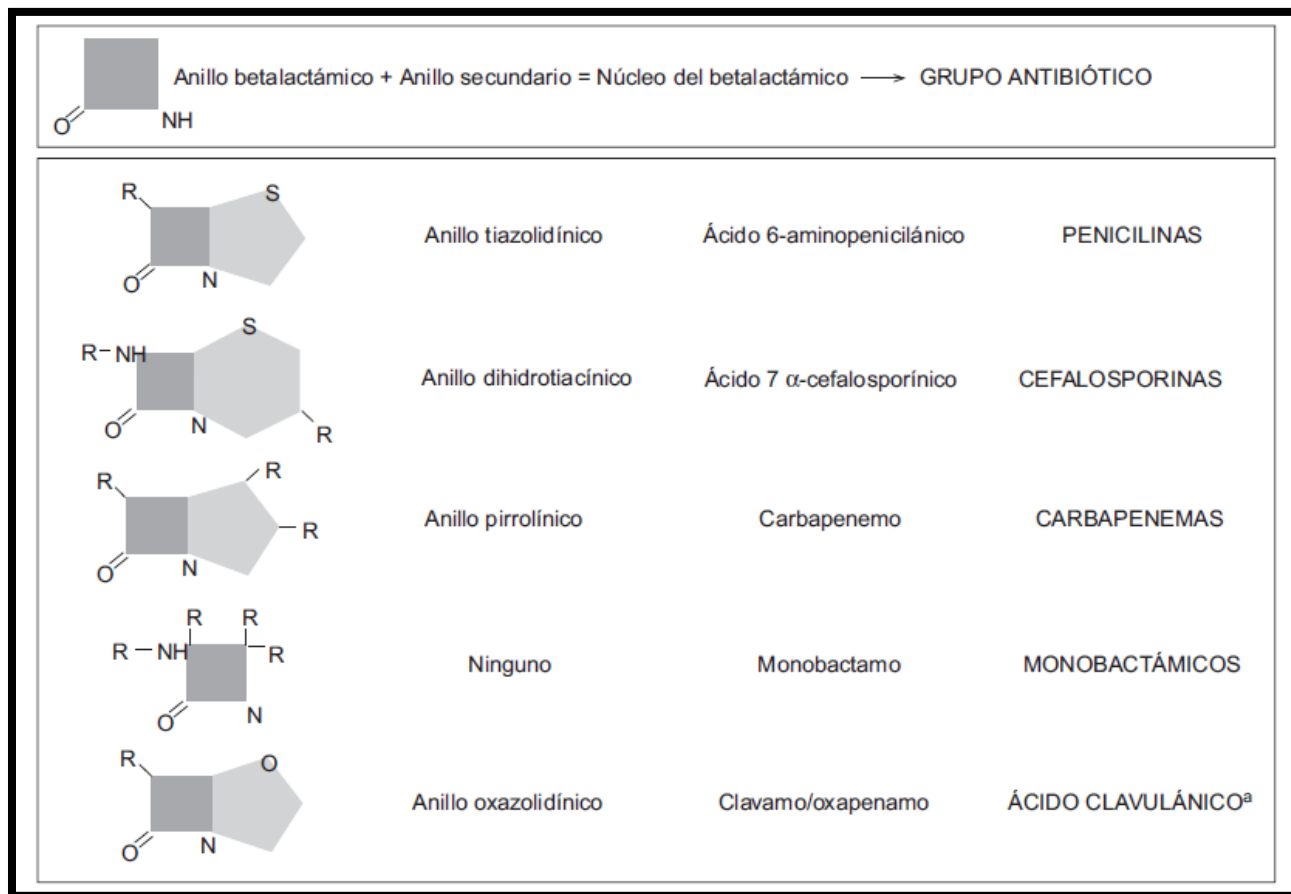 Anillo betalactámico + Anillo secundario = Núcleo del betalactámico → GRUPO ANTIBIÓTICO
O
NH
R
S
O
N
Anillo tiazolidínico Ácido 6-aminopenicilánico PENICILINAS
S
R-NH
O
N
R
Anillo dihidrotiacínico Ácido 7 α-cefalosporínico CEFALOSPORINAS
R
R
R
O
N
Anillo pirrolínico Carbapenemo CARBAPENEMAS
R R
R-NH R
O
N
Ninguno Monobactamo MONOBACTÁMICOS
R
O
O
N
Anillo oxazolidínico Clavamo/oxapenamo ÁCIDO CLAVULÁNICOª